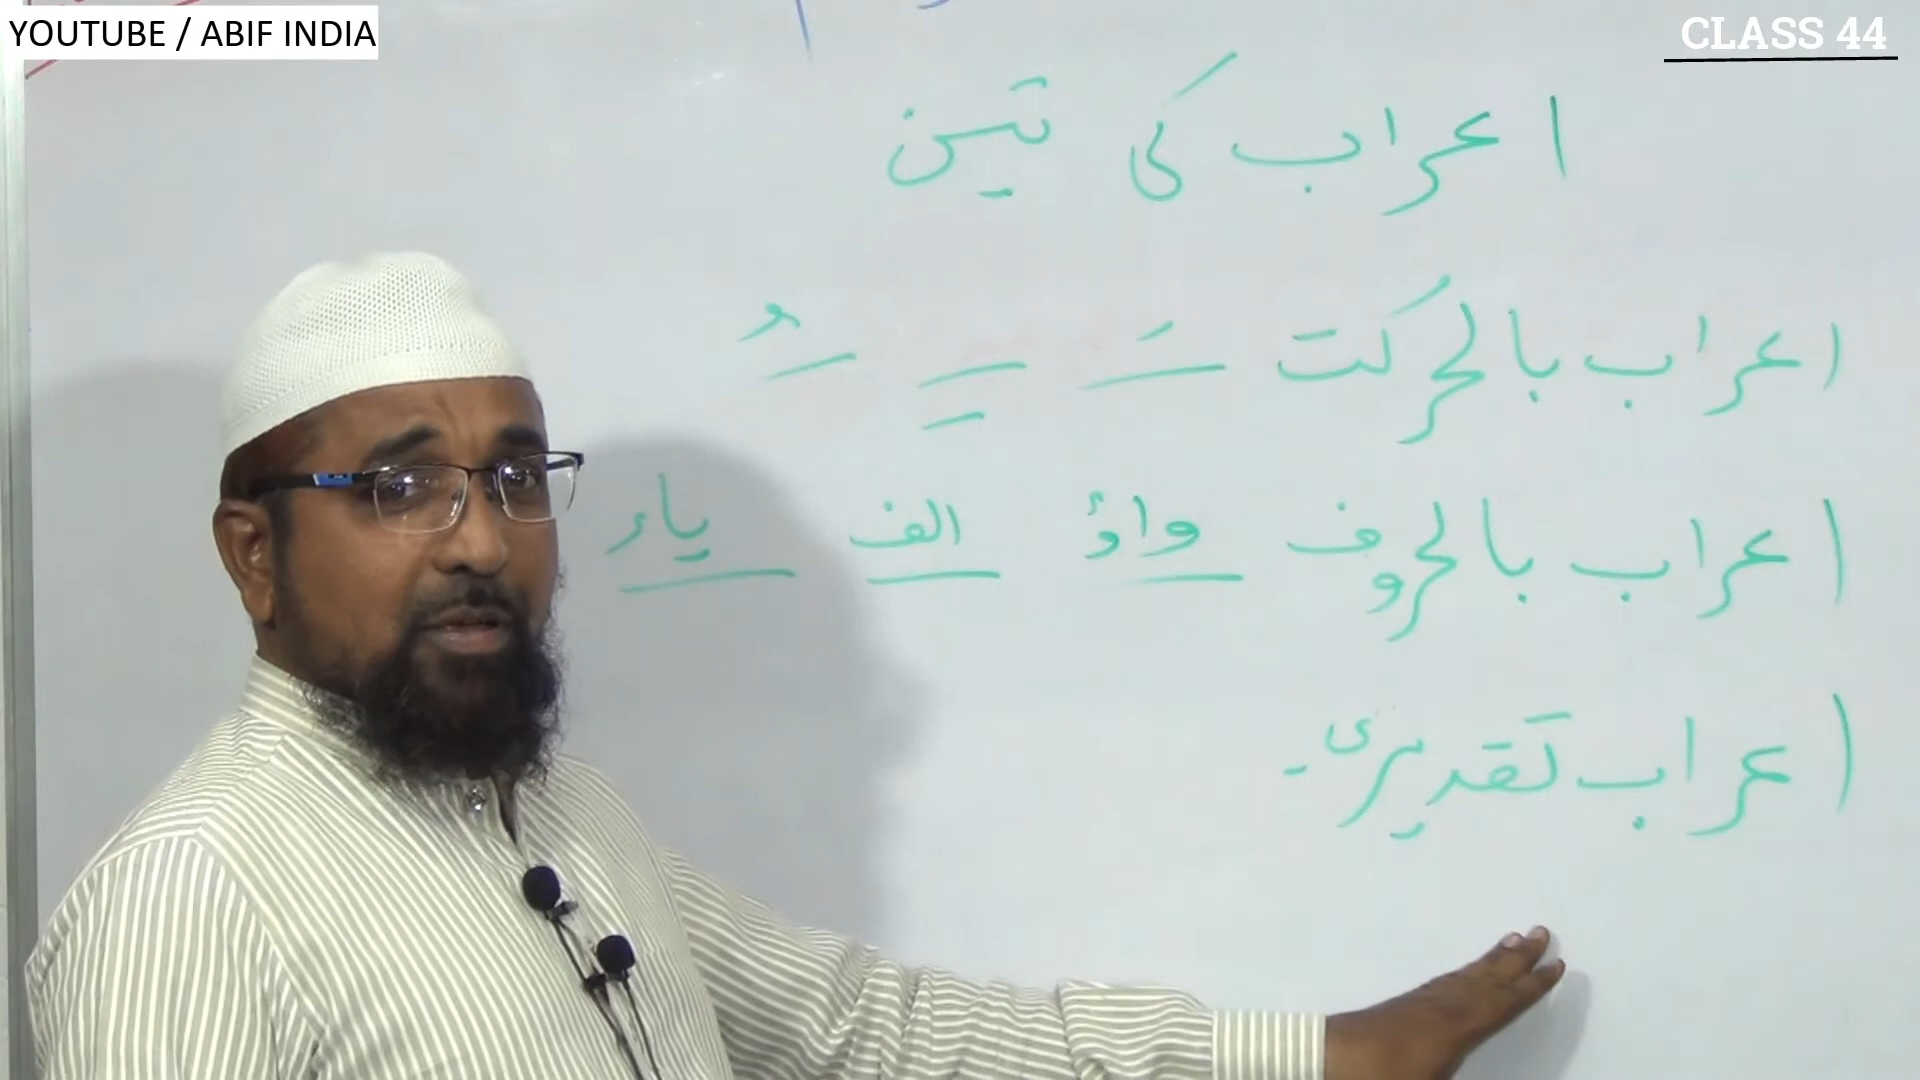 YOUTUBE / ABIF INDIA
CLASS 44
اعراب کی تین
اعراب بالحرکت َ ِ ُ
اعراب بالحروف واؤ الف یاء
اعراب تقدیری۔